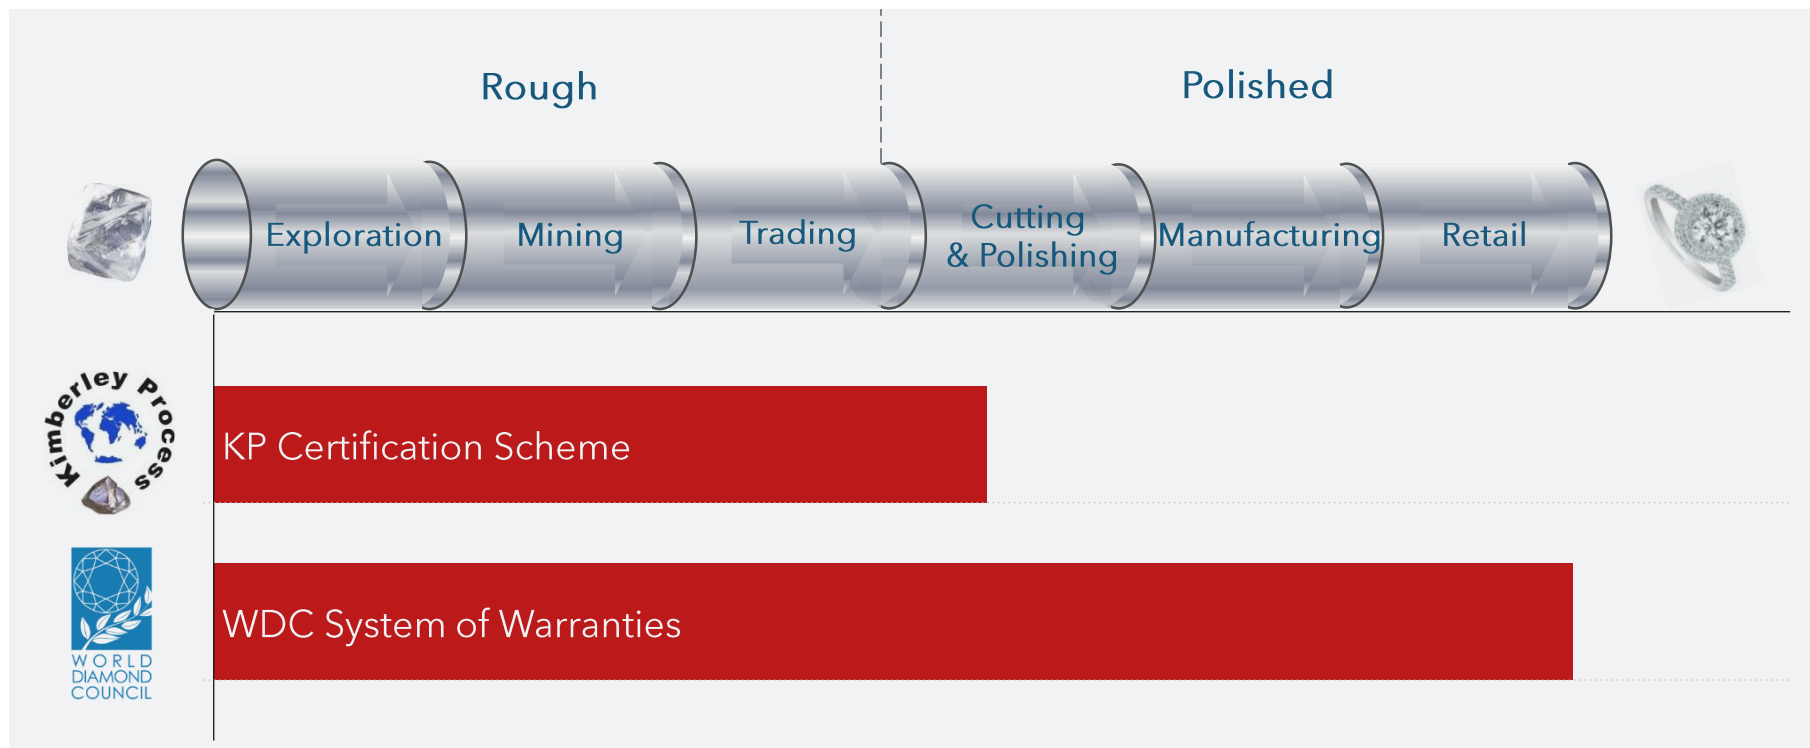 Rough
Polished
Exploration
Mining
Trading
Cutting
& Polishing
Manufacturing
Retail
Kimberley Process
KP Certification Scheme
WORLD
DIAMOND
COUNCIL
WDC System of Warranties